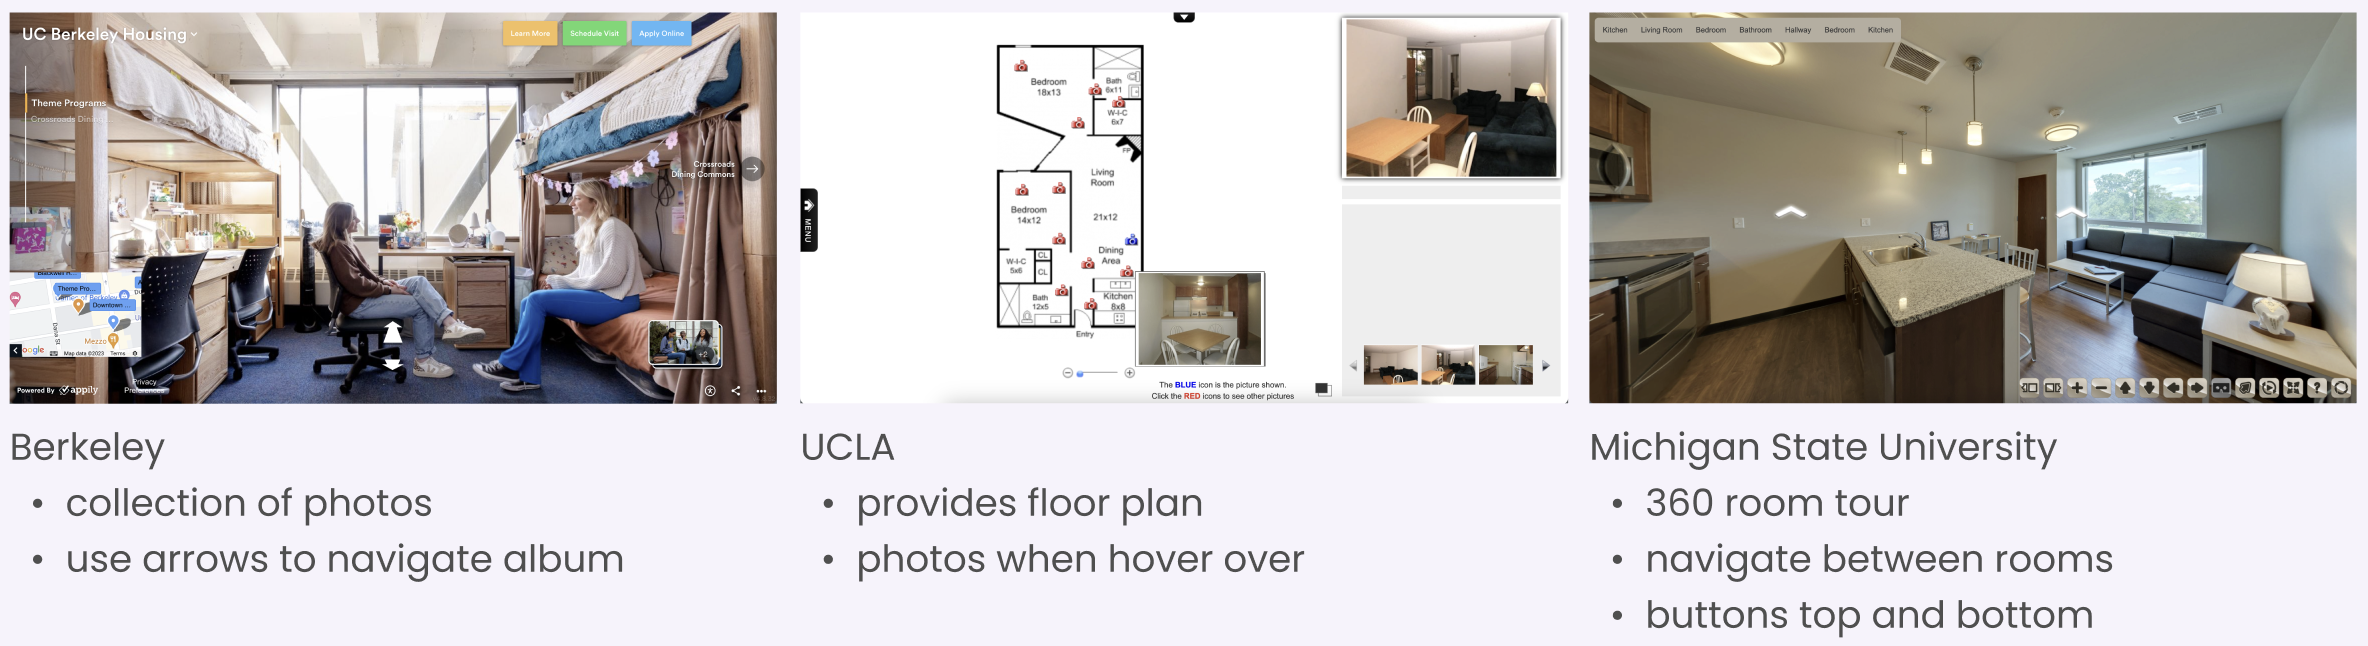 UC Berkeley Housing
Learn More
Schedule Visit
Apply Online
Theme Programs
Crossroads
Dining Commons
Theme Pro...
Downtown ...
Mezzo
Map data ©2023 Terms
Powered By appily
Privacy
Preferences
+2
MENU
Bedroom
18x13
Bath
6x11
W-I-C
6x7
FP
Living
Room
21x12
Bedroom
14x12
Dining
Area
W-I-C
5x6
CL
CL
Bath
12x5
Kitchen
8x8
Entry
The BLUE icon is the picture shown.
Click the RED icons to see other pictures
Kitchen Living Room Bedroom Bathroom Hallway Bedroom Kitchen
Berkeley
• collection of photos
• use arrows to navigate album
UCLA
• provides floor plan
• photos when hover over
Michigan State University
• 360 room tour
• navigate between rooms
• buttons top and bottom